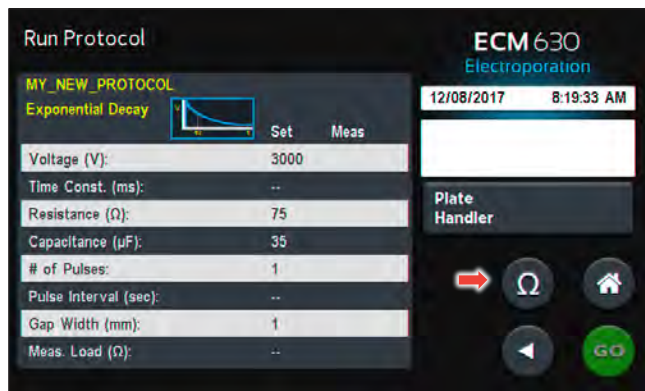 Run Protocol
ECM 630
Electroporation
MY_NEW_PROTOCOL
Exponential Decay
Set Meas
12/08/2017 8:19:33 AM
Voltage (V): 3000
Time Const. (ms): --
Resistance (Ω): 75
Capacitance (µF): 35
# of Pulses: 1
Pulse Interval (sec): --
Gap Width (mm): 1
Meas. Load (Ω): --
Plate
Handler
Ω
GO